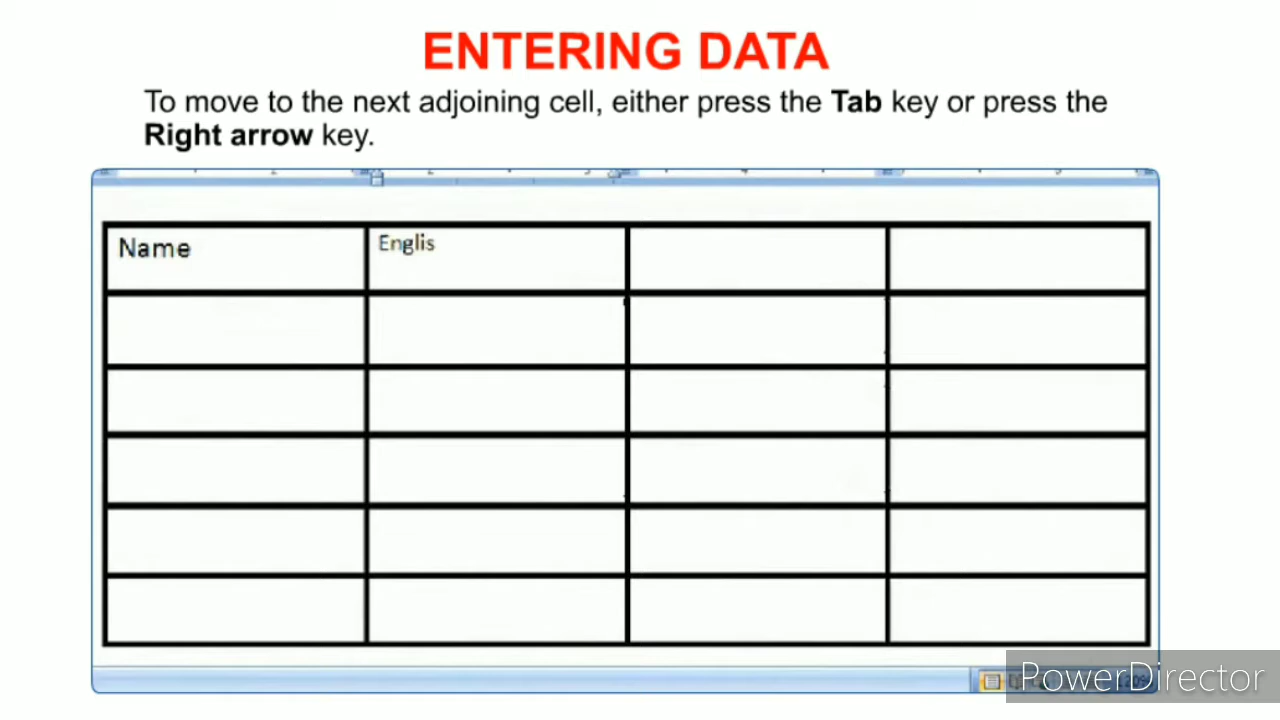 ENTERING DATA
To move to the next adjoining cell, either press the Tab key or press the
Right arrow key.
Name
Englis
PowerDirector